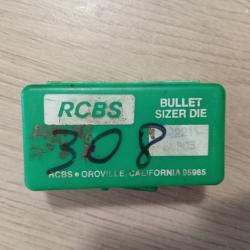 RCBS BULLET
SIZER DIE
308
RCBS • OROVILLE, CALIFORNIA 95965